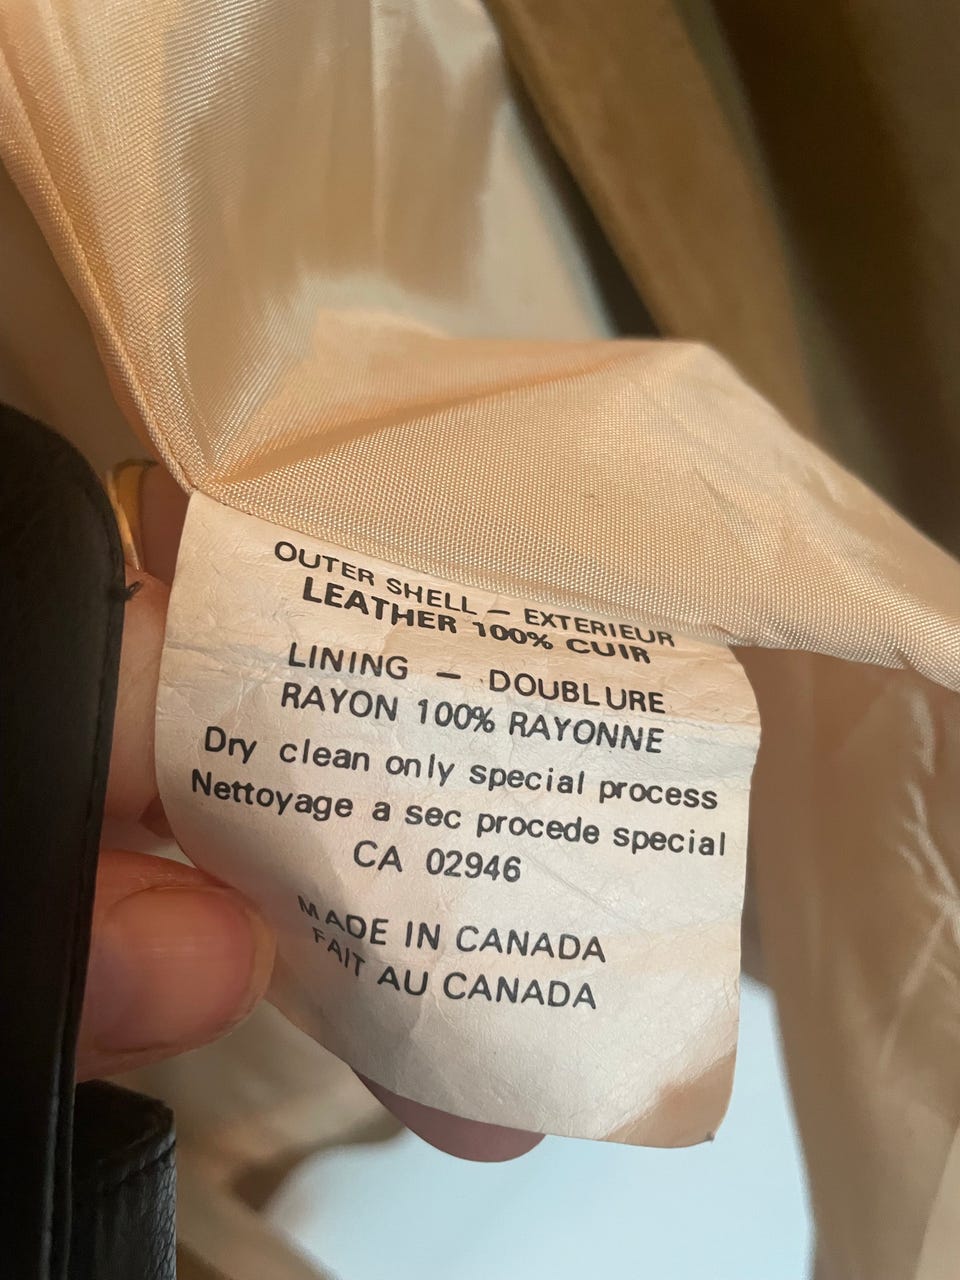 OUTER SHELL – EXTERIEUR
LEATHER 100% CUIR
LINING – DOUBLURE
RAYON 100% RAYONNE
Dry clean only special process
Nettoyage a sec procede special
CA 02946
MADE IN CANADA
FAIT AU CANADA